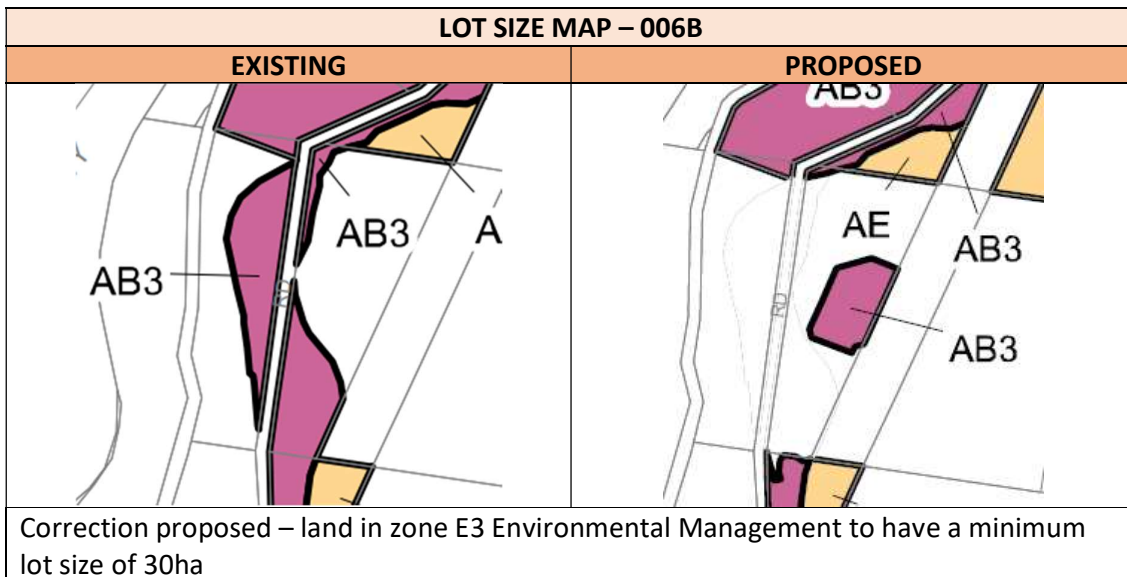 LOT SIZE MAP – 006B
EXISTING
PROPOSED
A
AB3
AB3
RD
AB3
AE
AB3
AB3
RD
Correction proposed – land in zone E3 Environmental Management to have a minimum
lot size of 30ha